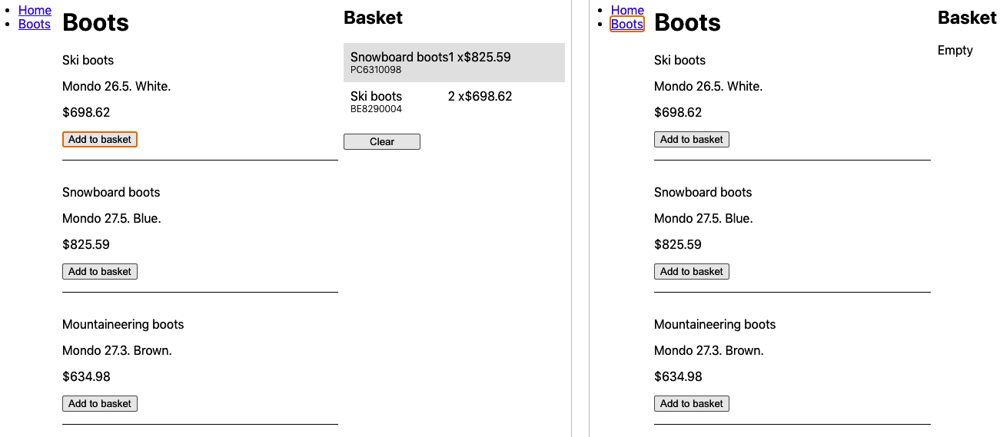 Home
Boots
Boots
Ski boots
Mondo 26.5. White.
$698.62
Add to basket
Snowboard boots
Mondo 27.5. Blue.
$825.59
Add to basket
Mountaineering boots
Mondo 27.3. Brown.
$634.98
Add to basket
Basket
Snowboard boots1 x$825.59
PC6310098
Ski boots 2 x$698.62
BE8290004
Clear
Home
Boots
Boots
Ski boots
Mondo 26.5. White.
$698.62
Add to basket
Snowboard boots
Mondo 27.5. Blue.
$825.59
Add to basket
Mountaineering boots
Mondo 27.3. Brown.
$634.98
Add to basket
Basket
Empty